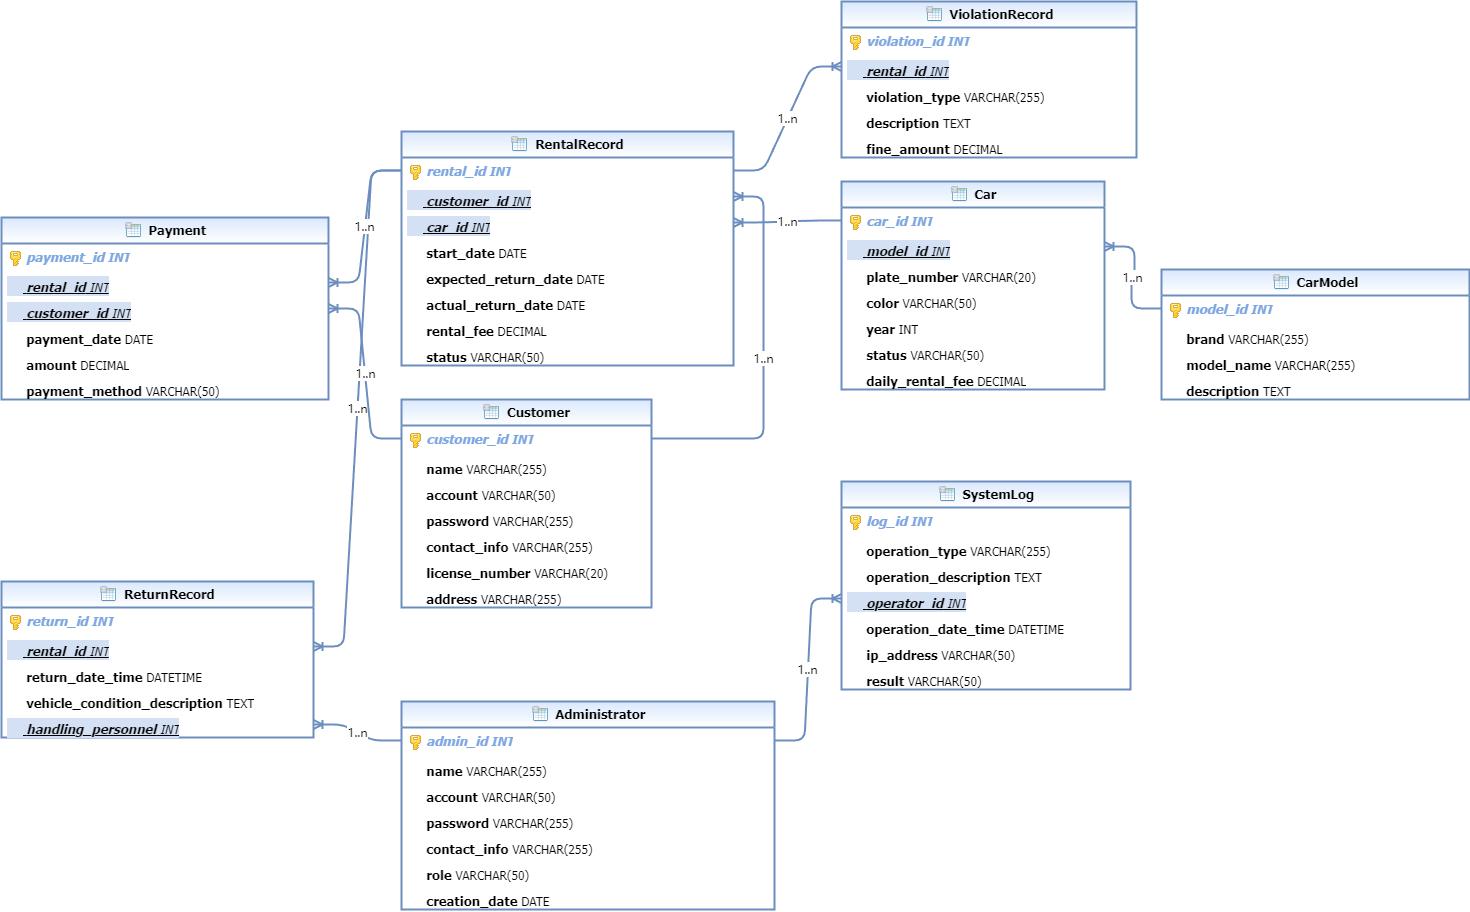 ViolationRecord
violation_id INT
rental_id INT
violation_type VARCHAR(255)
description TEXT
fine_amount DECIMAL
1..n
RentalRecord
rental_id INT
customer_id INT
car_id INT
start_date DATE
expected_return_date DATE
actual_return_date DATE
rental_fee DECIMAL
status VARCHAR(50)
1..n
Car
car_id INT
model_id INT
plate_number VARCHAR(20)
color VARCHAR(50)
year INT
status VARCHAR(50)
daily_rental_fee DECIMAL
1..n
CarModel
model_id INT
brand VARCHAR(255)
model_name VARCHAR(255)
description TEXT
Payment
payment_id INT
rental_id INT
customer_id INT
payment_date DATE
amount DECIMAL
payment_method VARCHAR(50)
1..n
1..n
1..n
1..n
Customer
customer_id INT
name VARCHAR(255)
account VARCHAR(50)
password VARCHAR(255)
contact_info VARCHAR(255)
license_number VARCHAR(20)
address VARCHAR(255)
SystemLog
log_id INT
operation_type VARCHAR(255)
operation_description TEXT
operator_id INT
operation_date_time DATETIME
ip_address VARCHAR(50)
result VARCHAR(50)
1..n
ReturnRecord
return_id INT
rental_id INT
return_date_time DATETIME
vehicle_condition_description TEXT
handling_personnel INT
1..n
Administrator
admin_id INT
name VARCHAR(255)
account VARCHAR(50)
password VARCHAR(255)
contact_info VARCHAR(255)
role VARCHAR(50)
creation_date DATE